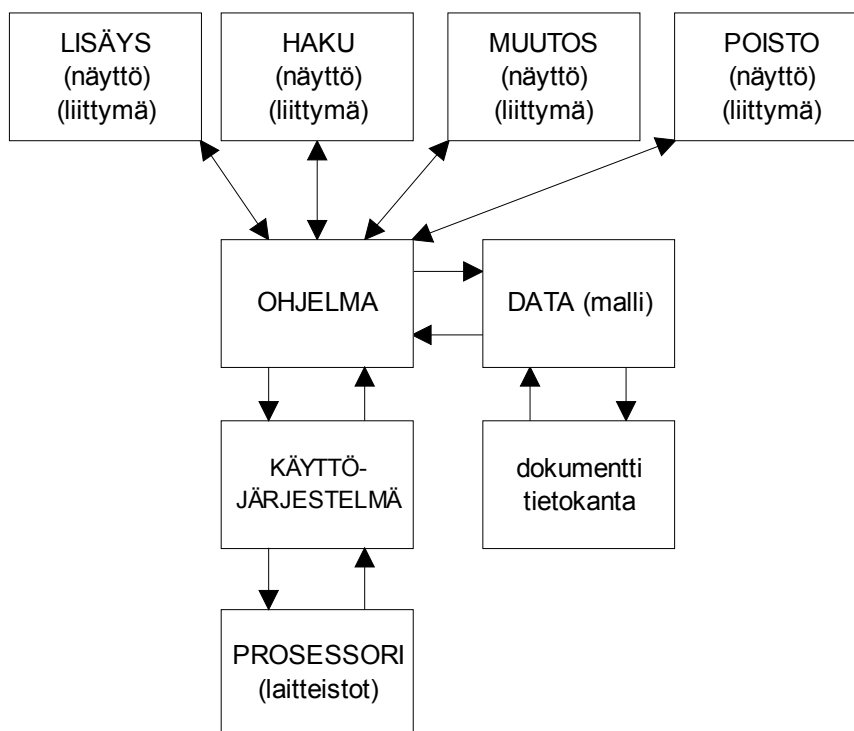 LISÄYS
(näyttö)
(liittymä)
HAKU
(näyttö)
(liittymä)
MUUTOS
(näyttö)
(liittymä)
POISTO
(näyttö)
(liittymä)
OHJELMA
DATA (malli)
KÄYTTÖ-
JÄRJESTELMÄ
dokumentti
tietokanta
PROSESSORI
(laitteistot)